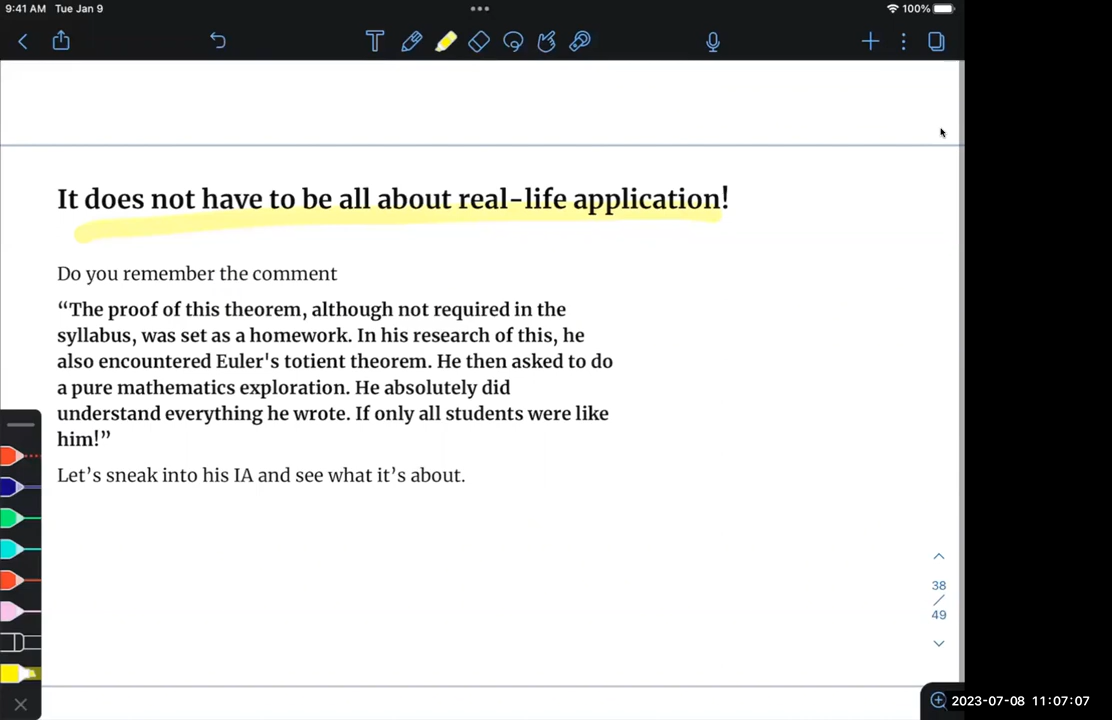 9:41 AM Tue Jan 9
100%
It does not have to be all about real-life application!
Do you remember the comment
“The proof of this theorem, although not required in the
syllabus, was set as a homework. In his research of this, he
also encountered Euler's totient theorem. He then asked to do
a pure mathematics exploration. He absolutely did
understand everything he wrote. If only all students were like
him!”
Let’s sneak into his IA and see what it’s about.
38
/
49
2023-07-08 11:07:07